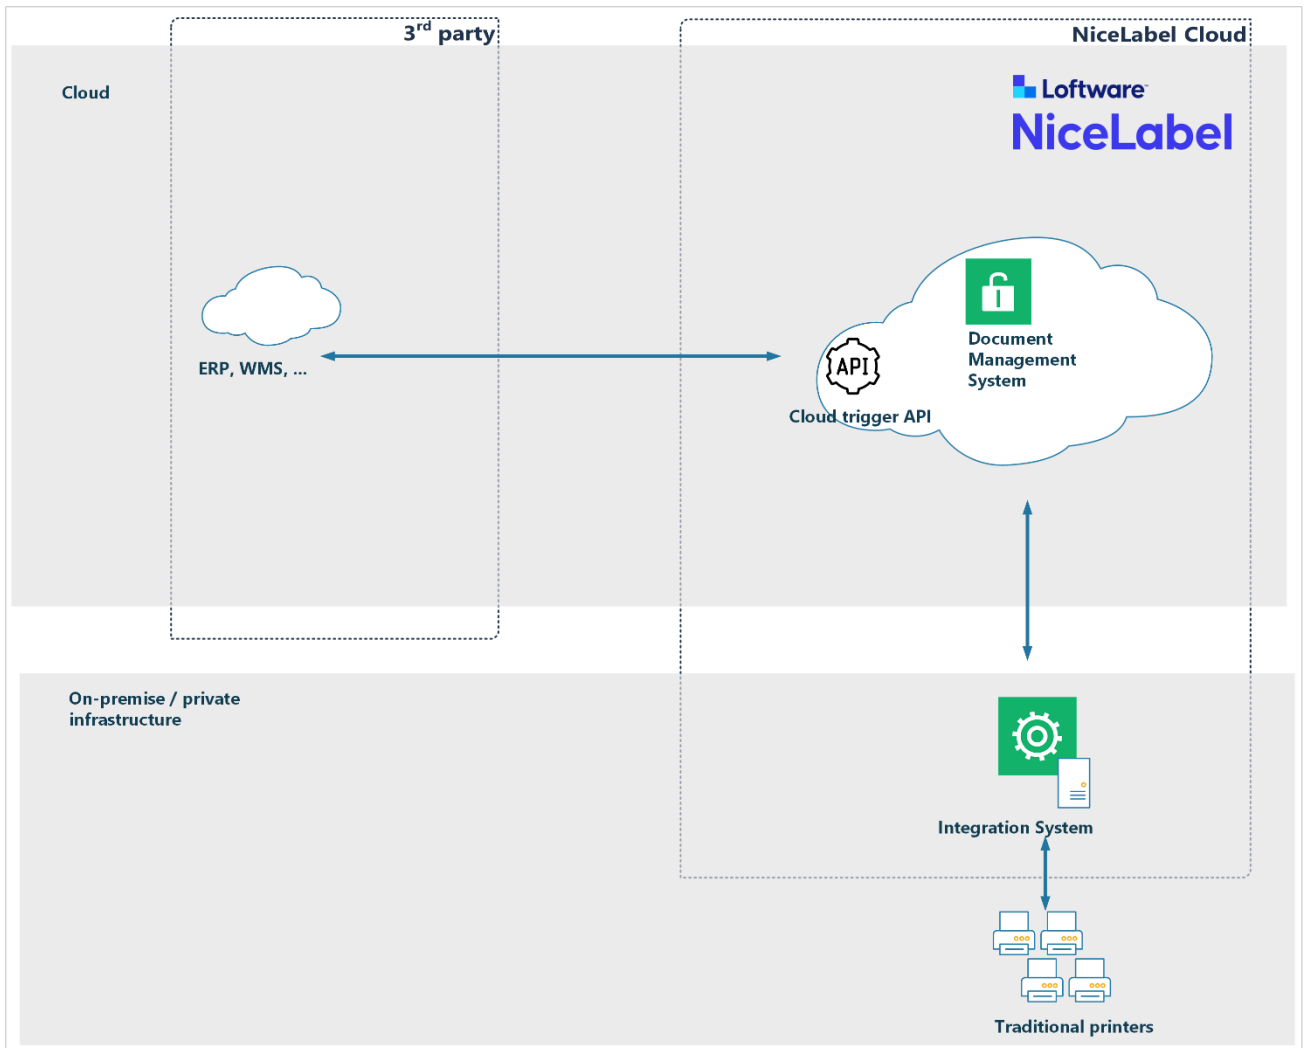 3rd party
NiceLabel Cloud
Cloud
Loftware™
NiceLabel
Document
Management
System
API
ERP, WMS, ...
Cloud trigger API
On-premise / private
infrastructure
Integration System
Traditional printers